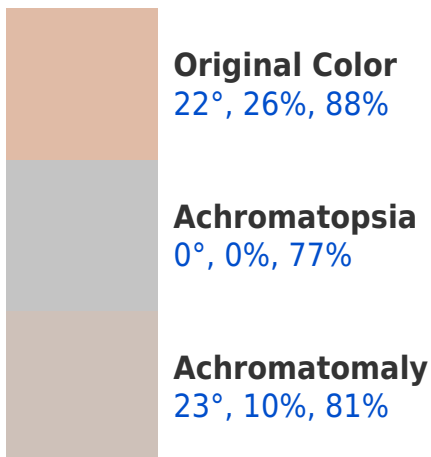 Original Color
22°, 26%, 88%
Achromatopsia
0°, 0%, 77%
Achromatomaly
23°, 10%, 81%